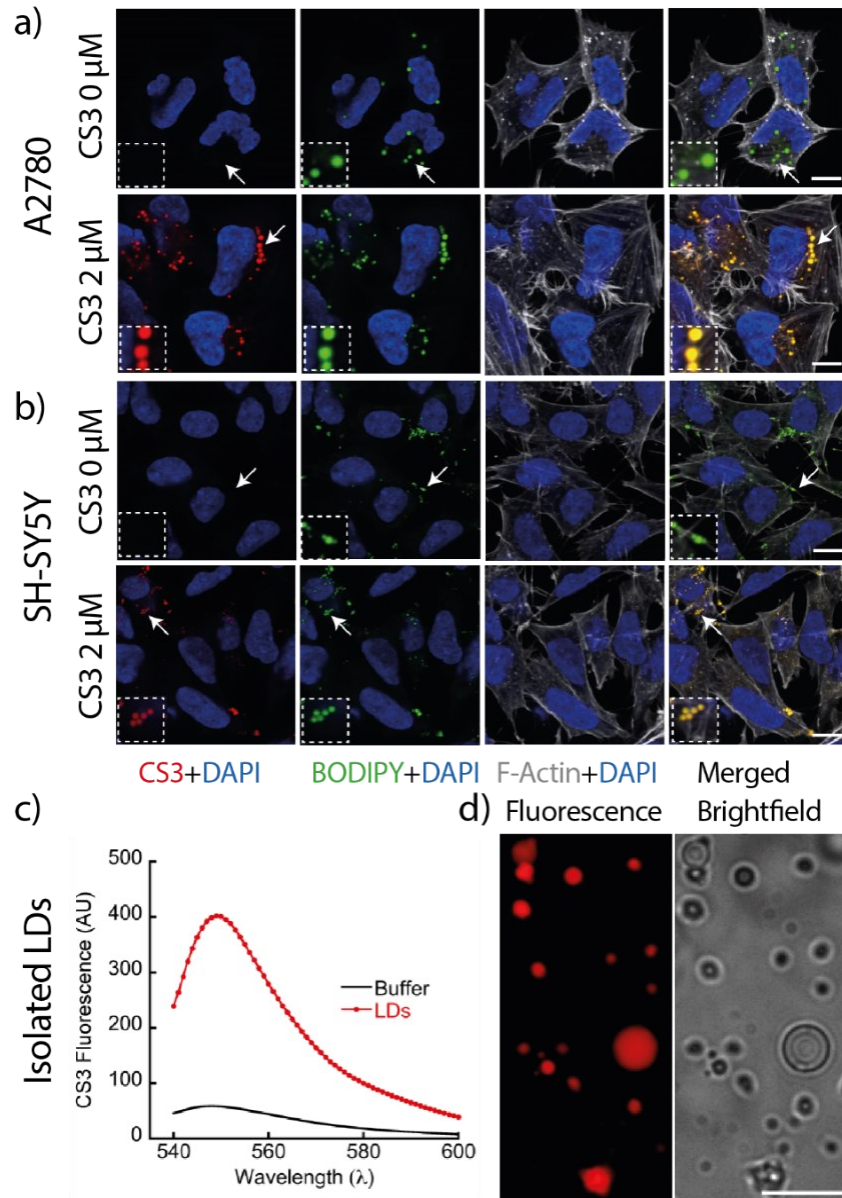 a)
A2780
CS3 0 µM
CS3 2 µM
b)
SH-SY5Y
CS3 0 µM
CS3 2 µM
CS3+DAPI BODIPY+DAPI F-Actin+DAPI Merged
c)
d)
Fluorescence Brightfield
Isolated LDs
CS3 Fluorescence (AU)
500
400
300
200
100
0
Buffer
LDs
540 560 580 600
Wavelength (λ)